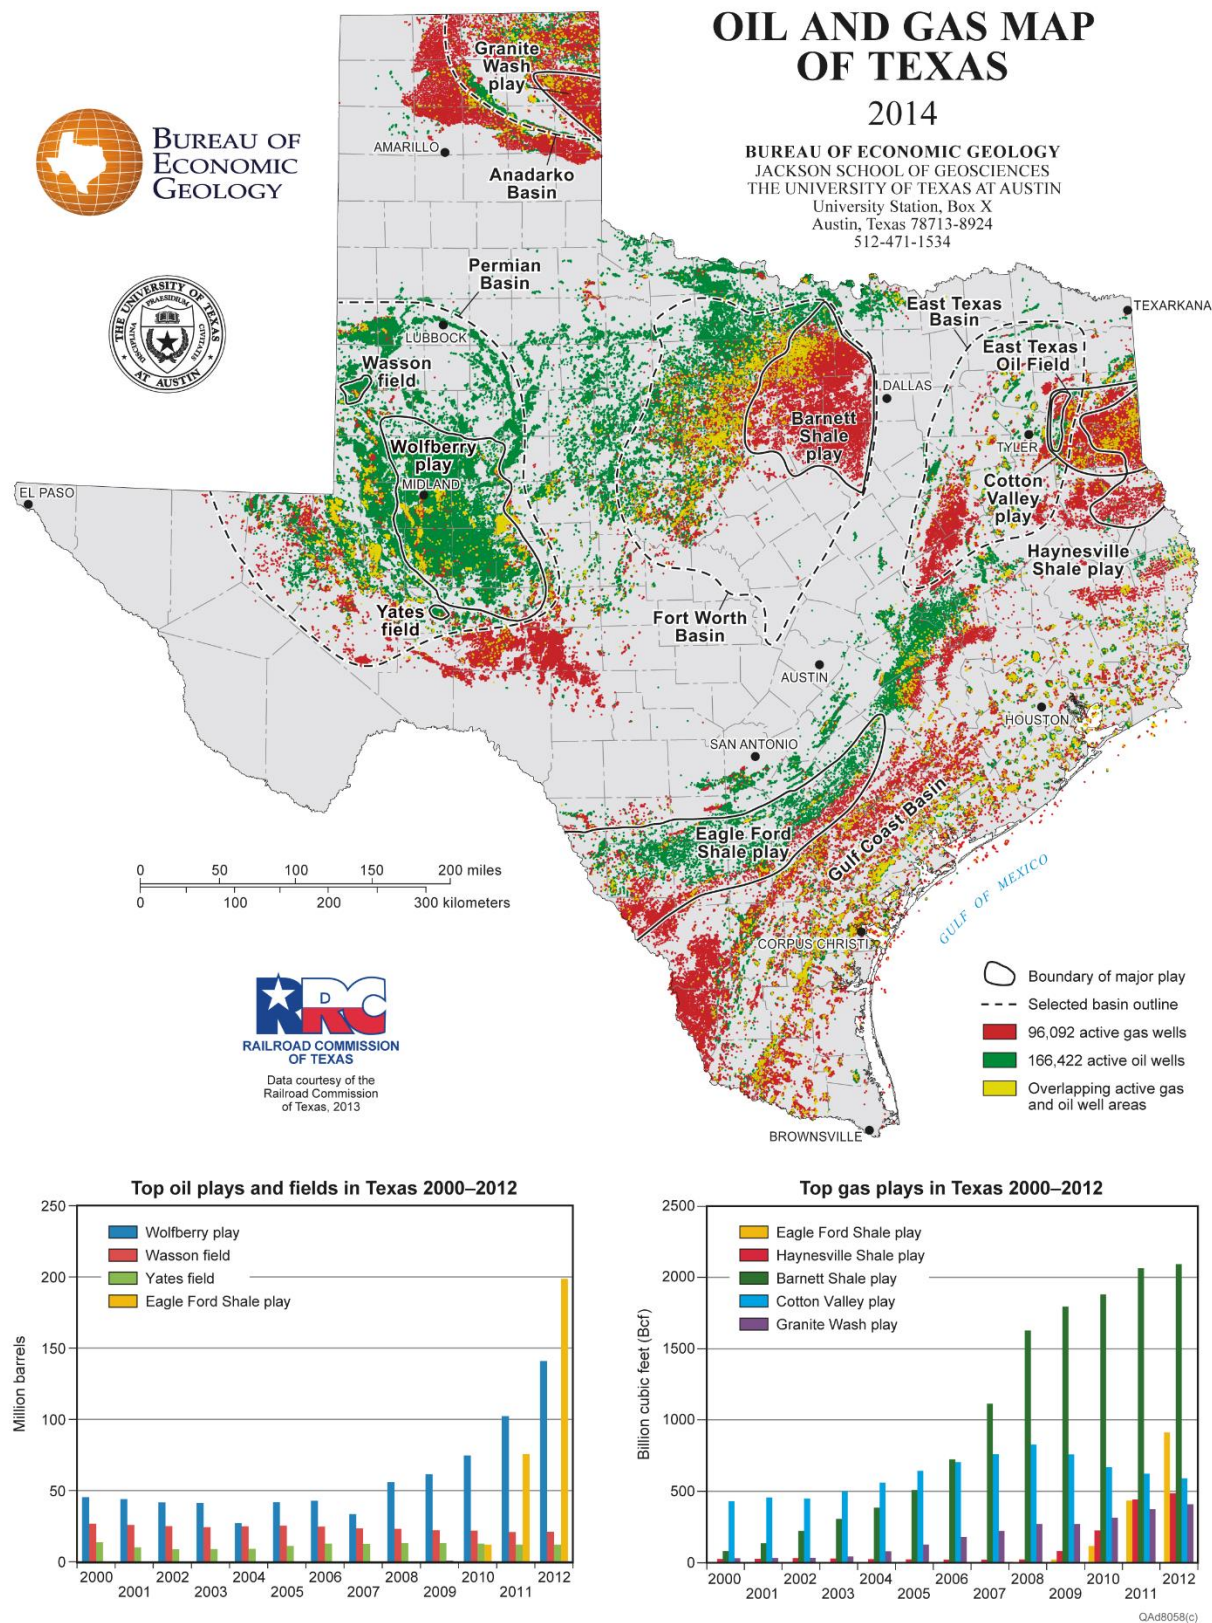 OIL AND GAS MAP
OF TEXAS
2014
BUREAU OF ECONOMIC GEOLOGY
JACKSON SCHOOL OF GEOSCIENCES
THE UNIVERSITY OF TEXAS AT AUSTIN
University Station, Box X
Austin, Texas 78713-8924
512-471-1534
BUREAU OF
ECONOMIC
GEOLOGY
THE UNIVERSITY OF TEXAS
AT AUSTIN
PRAESIDIUM
CIVITATIS
DISCIPLINA
Granite
Wash
play
AMARILLO
Anadarko
Basin
Permian
Basin
LUBBOCK
Wasson
field
Wolfberry
play
MIDLAND
EL PASO
Yates
field
East Texas
Basin
TEXARKANA
East Texas
Oil Field
DALLAS
Barnett
Shale
play
TYLER
Cotton
Valley
play
Haynesville
Shale play
Fort Worth
Basin
AUSTIN
HOUSTON
SAN ANTONIO
Eagle Ford
Shale play
Gulf Coast Basin
GULF OF MEXICO
CORPUS CHRISTI
BROWNSVILLE
0 50 100 150 200 miles
0 100 200 300 kilometers
RRC
RAILROAD COMMISSION
OF TEXAS
Data courtesy of the
Railroad Commission
of Texas, 2013
Boundary of major play
Selected basin outline
96,092 active gas wells
166,422 active oil wells
Overlapping active gas
and oil well areas
Top oil plays and fields in Texas 2000–2012
250
200
150
100
50
0
Million barrels
Wolfberry play
Wasson field
Yates field
Eagle Ford Shale play
2000 2001 2002 2003 2004 2005 2006 2007 2008 2009 2010 2011 2012
Top gas plays in Texas 2000–2012
2500
2000
1500
1000
500
0
Billion cubic feet (Bcf)
Eagle Ford Shale play
Haynesville Shale play
Barnett Shale play
Cotton Valley play
Granite Wash play
2000 2001 2002 2003 2004 2005 2006 2007 2008 2009 2010 2011 2012
QAd8058(c)